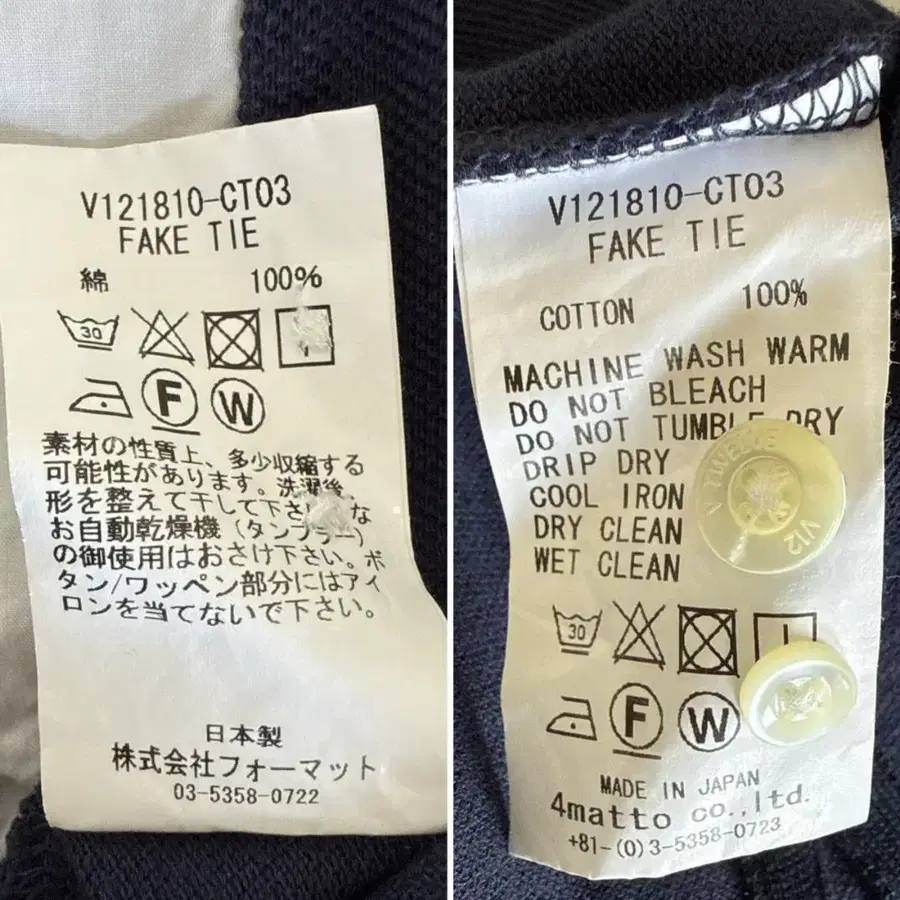 V121810-CT03
FAKE TIE
綿 100%
30
F W
素材の性質上、多少収縮する
可能性があります。洗濯後、
形を整えて干して下さ な
お自動乾燥機(タンブラー)
の御使用はおさけ下さい。ボ
タン/ワッペン部分にはアイ
ロンを当てないで下さい。
日本製
株式会社フォーマット
03-5358-0722
V121810-CT03
FAKE TIE
COTTON 100%
MACHINE WASH WARM
DO NOT BLEACH
DO NOT TUMBLE DRY
DRIP DRY
COOL IRON
DRY CLEAN
WET CLEAN
V TWELVE
V12
30
F W
MADE IN JAPAN
4matto co.,ltd.
+81-(0)3-5358-0723